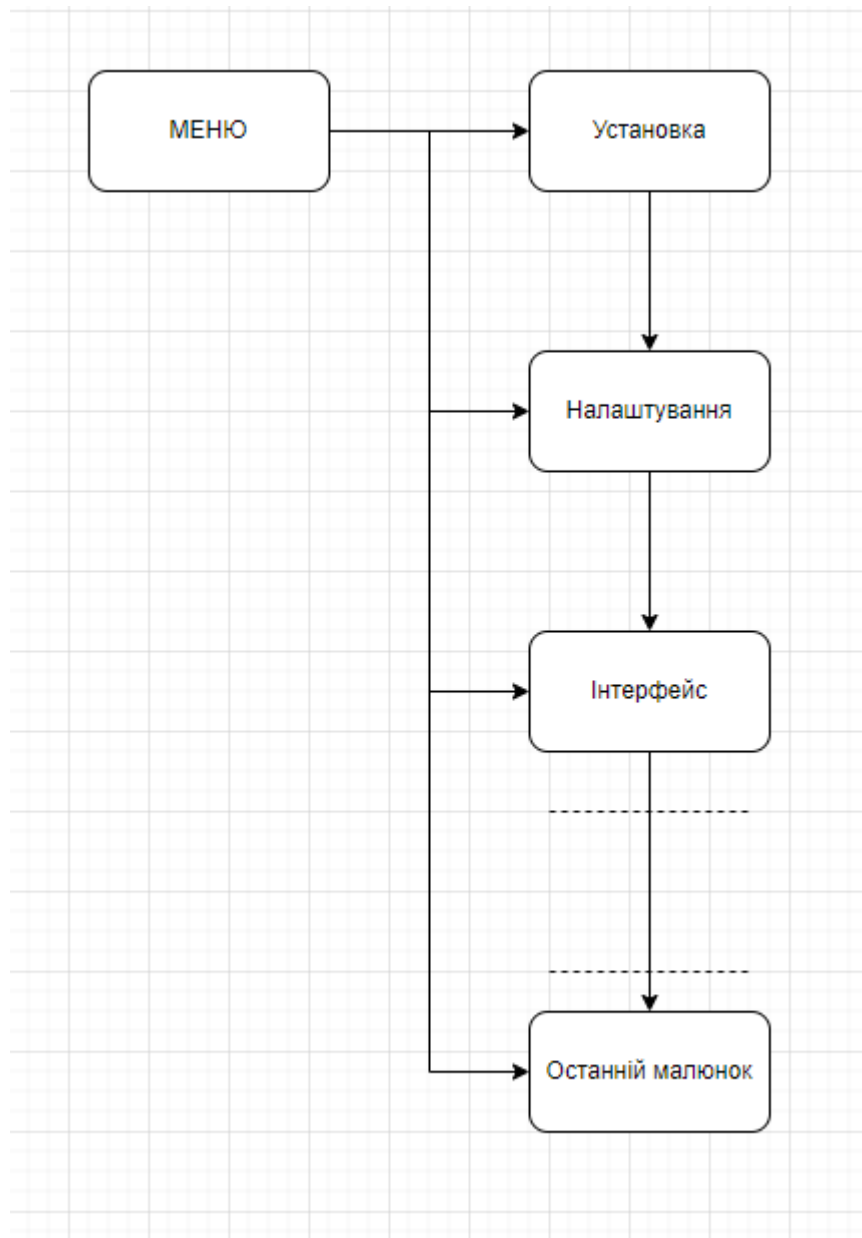 МЕНЮ
Установка
Налаштування
Інтерфейс
Останній малюнок